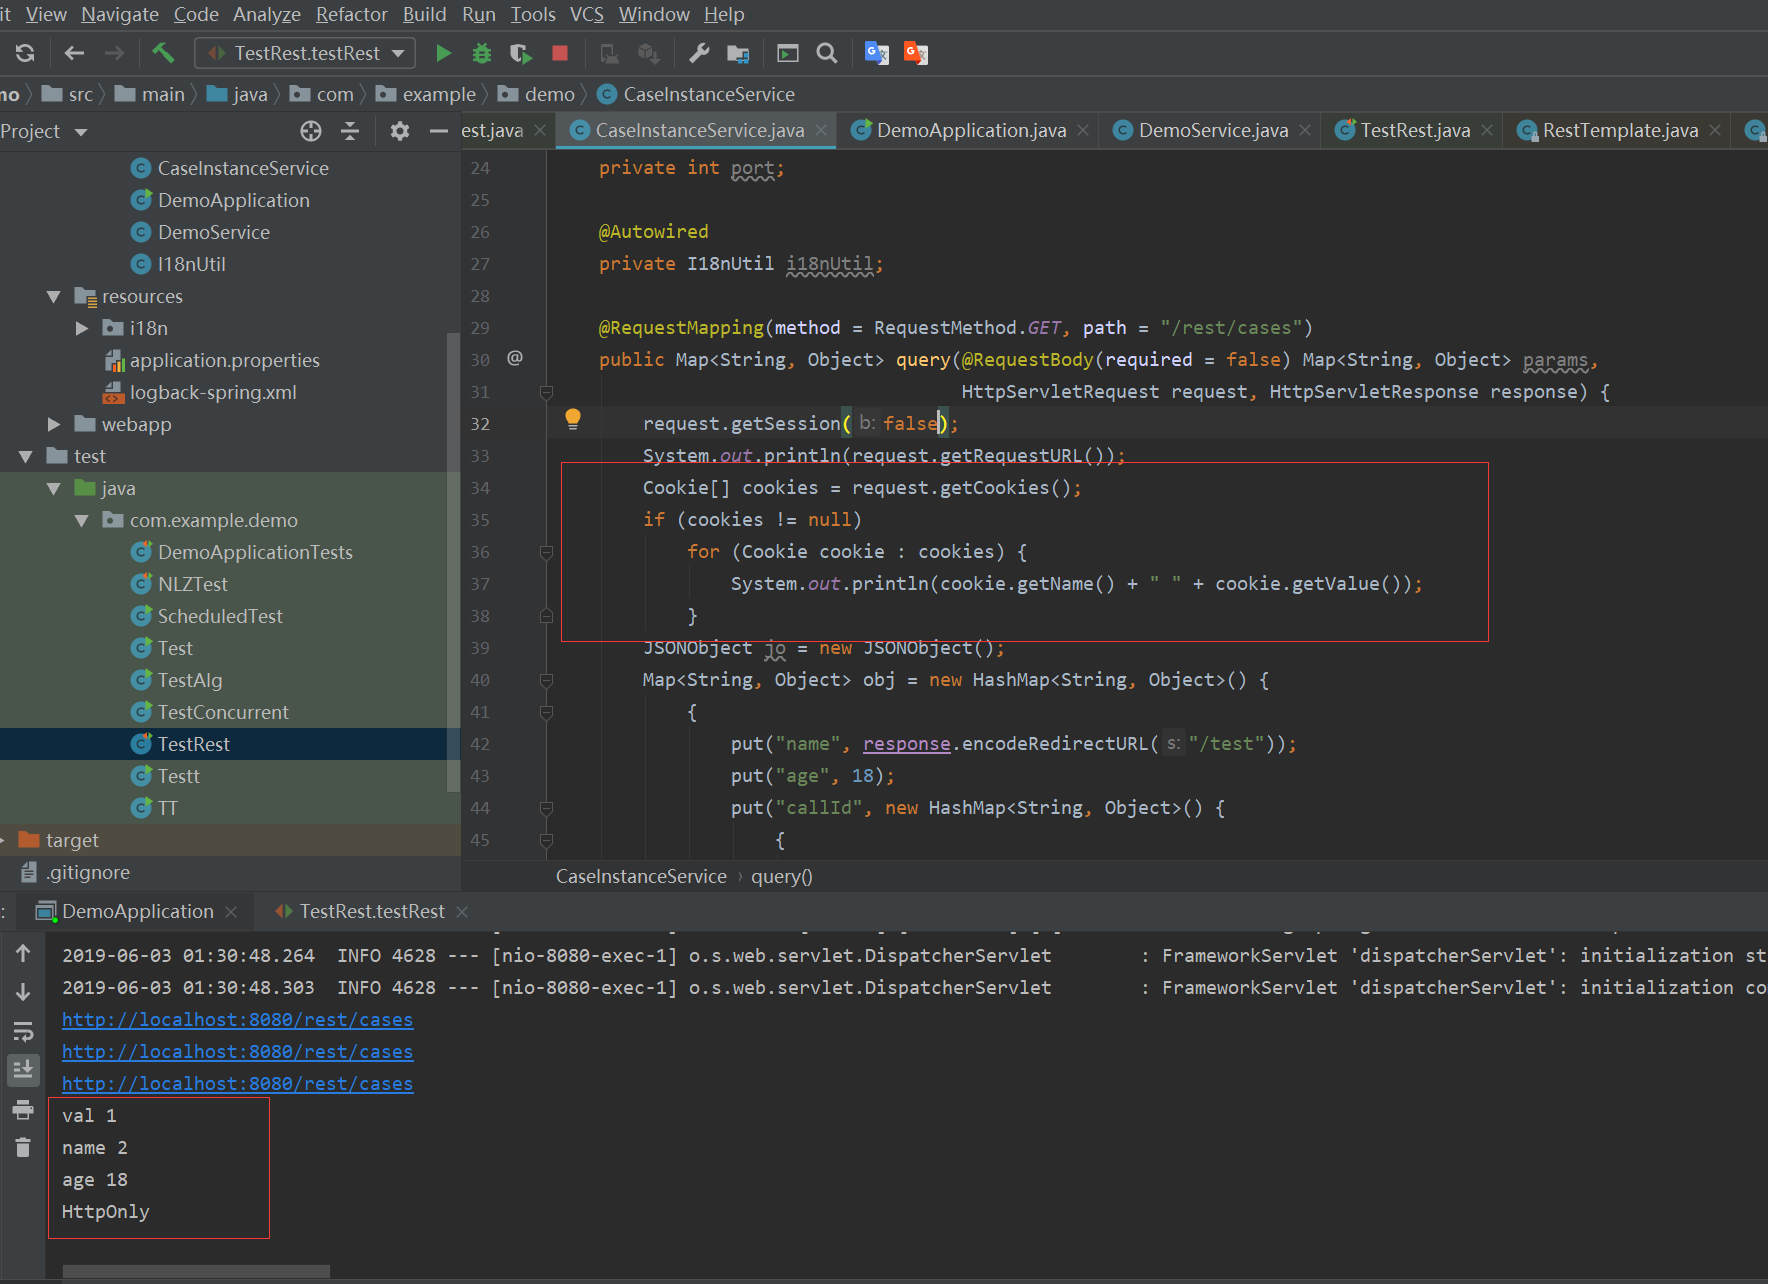 it View Navigate Code Analyze Refactor Build Run Tools VCS Window Help
TestRest.testRest
mo src main java com example demo CaseInstanceService
Project
est.java CaseInstanceService.java DemoApplication.java DemoService.java TestRest.java RestTemplate.java
CaseInstanceService
DemoApplication
DemoService
I18nUtil
resources
i18n
application.properties
logback-spring.xml
webapp
test
java
com.example.demo
DemoApplicationTests
NLZTest
ScheduledTest
Test
TestAlg
TestConcurrent
TestRest
Testt
TT
target
.gitignore
24 private int port;
25
26 @Autowired
27 private I18nUtil i18nUtil;
28
29 @RequestMapping(method = RequestMethod.GET, path = "/rest/cases")
30 @ public Map<String, Object> query(@RequestBody(required = false) Map<String, Object> params,
31 HttpServletRequest request, HttpServletResponse response) {
32 request.getSession( b: false);
33 System.out.println(request.getRequestURL());
34 Cookie[] cookies = request.getCookies();
35 if (cookies != null)
36 for (Cookie cookie : cookies) {
37 System.out.println(cookie.getName() + " " + cookie.getValue());
38 }
39 JSONObject jo = new JSONObject();
40 Map<String, Object> obj = new HashMap<String, Object>() {
41 {
42 put("name", response.encodeRedirectURL( s: "/test"));
43 put("age", 18);
44 put("callId", new HashMap<String, Object>() {
45 {
CaseInstanceService › query()
: DemoApplication TestRest.testRest
2019-06-03 01:30:48.264 INFO 4628 --- [nio-8080-exec-1] o.s.web.servlet.DispatcherServlet : FrameworkServlet 'dispatcherServlet': initialization st
2019-06-03 01:30:48.303 INFO 4628 --- [nio-8080-exec-1] o.s.web.servlet.DispatcherServlet : FrameworkServlet 'dispatcherServlet': initialization co
http://localhost:8080/rest/cases
http://localhost:8080/rest/cases
http://localhost:8080/rest/cases
val 1
name 2
age 18
HttpOnly